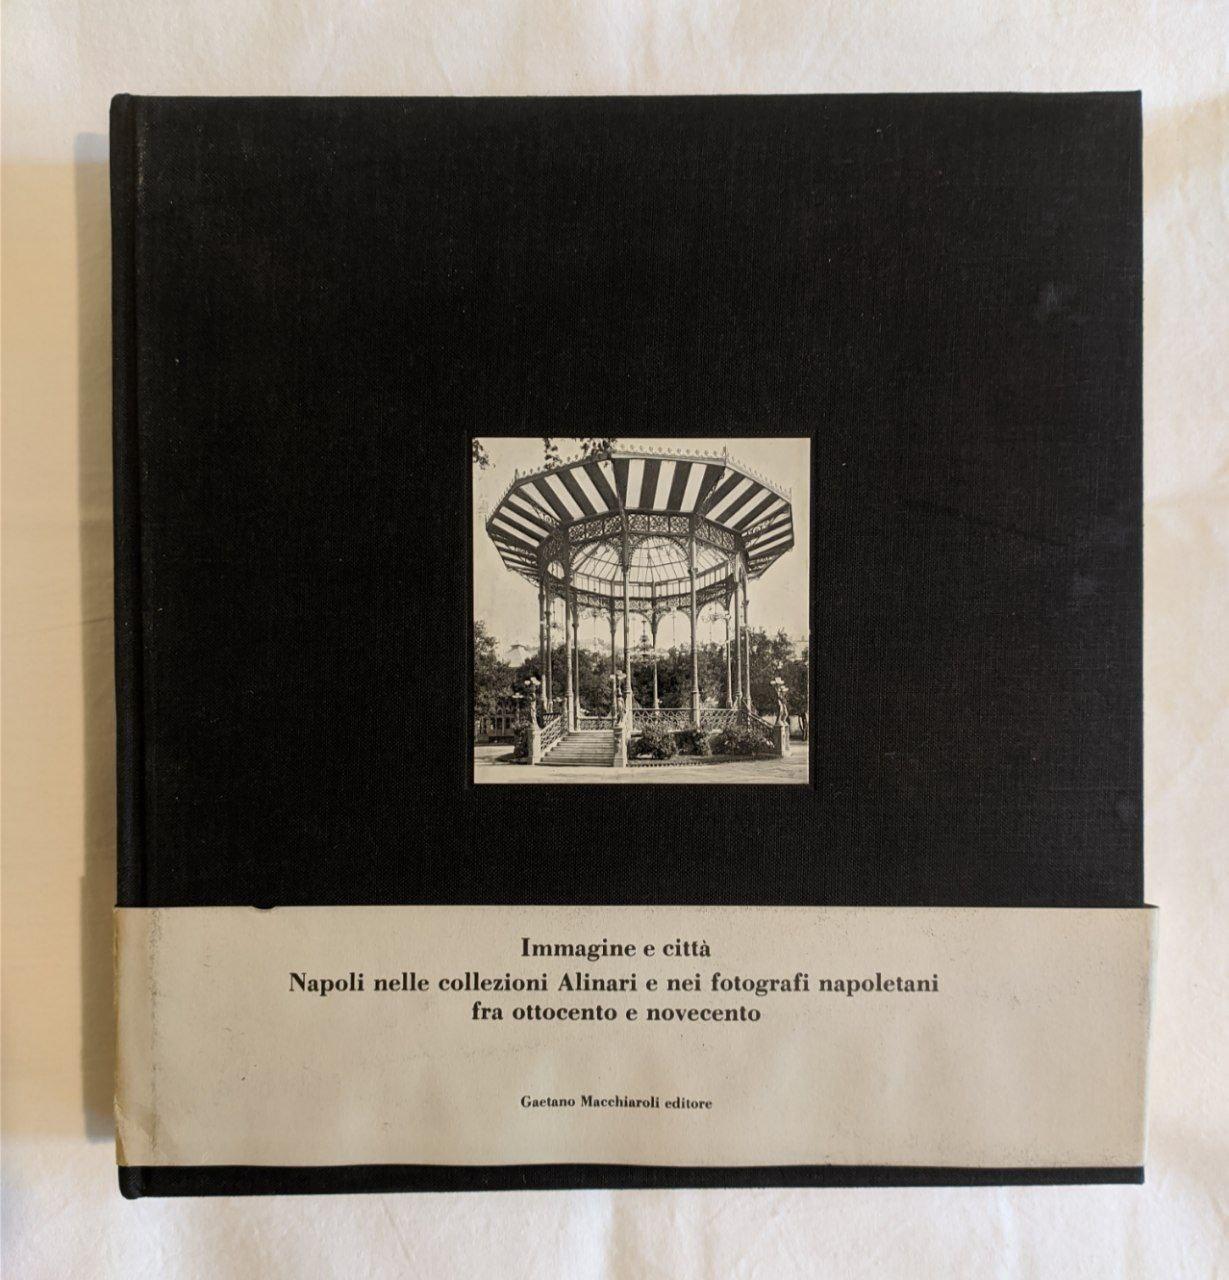 Immagine e città
Napoli nelle collezioni Alinari e nei fotografi napoletani
fra ottocento e novecento
Gaetano Macchiaroli editore